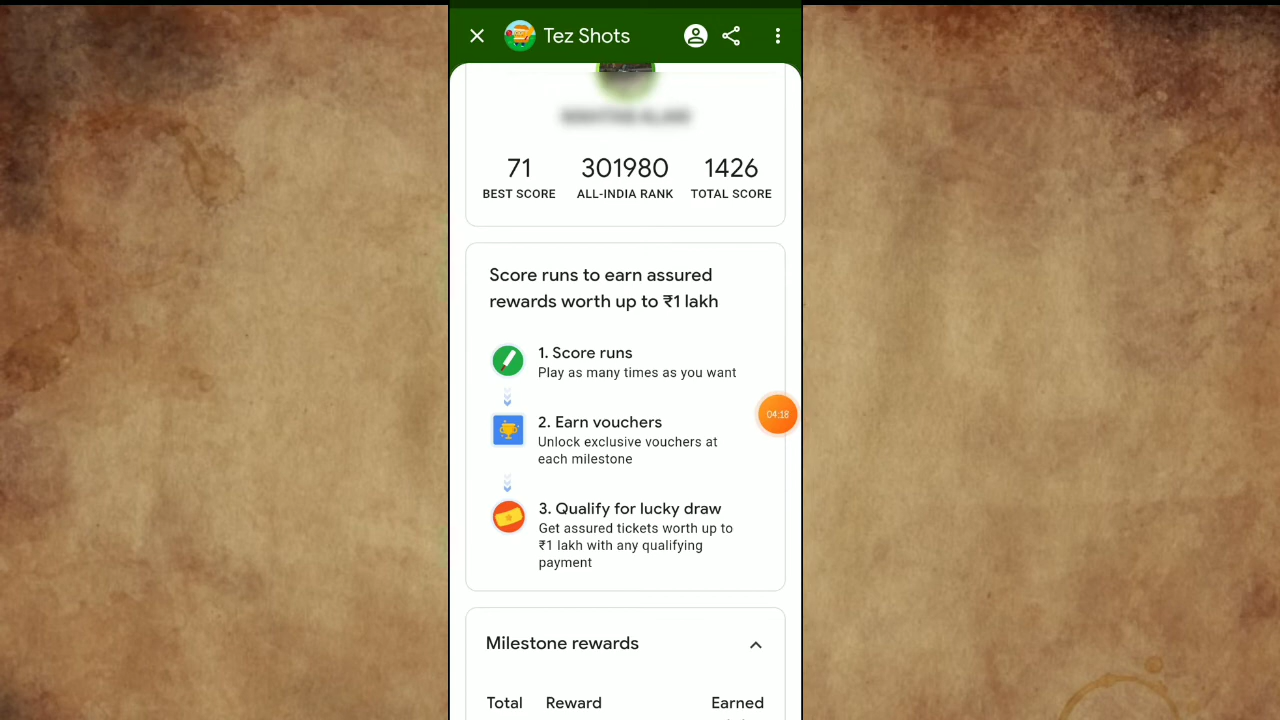 Tez Shots
71 301980 1426
BEST SCORE ALL-INDIA RANK TOTAL SCORE
Score runs to earn assured
rewards worth up to ₹1 lakh
1. Score runs
Play as many times as you want
04:18
2. Earn vouchers
Unlock exclusive vouchers at
each milestone
3. Qualify for lucky draw
Get assured tickets worth up to
₹1 lakh with any qualifying
payment
Milestone rewards
Total Reward Earned